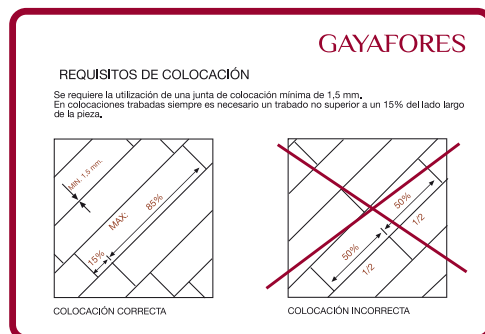 GAYAFORES
REQUISITOS DE COLOCACIÓN
Se requiere la utilización de una junta de colocación mínima de 1,5 mm.
En colocaciones trabadas siempre es necesario un trabado no superior a un 15% del lado largo
de la pieza.
MIN. 1,5 mm.
MAX:
85%
15%
50%
1/2
50%
1/2
COLOCACIÓN CORRECTA
COLOCACIÓN INCORRECTA